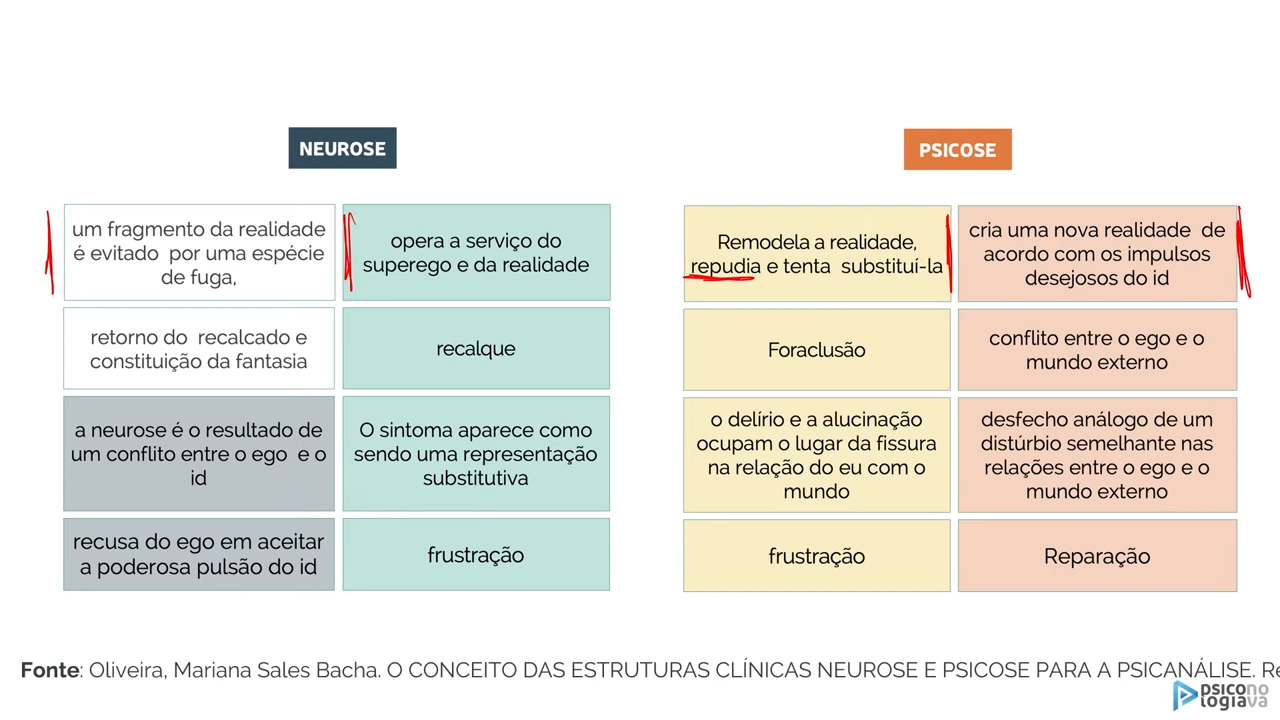 NEUROSE
um fragmento da realidade
é evitado por uma espécie
de fuga,
opera a serviço do
superego e da realidade
retorno do recalcado e
constituição da fantasia
recalque
a neurose é o resultado de
um conflito entre o ego e o
id
O sintoma aparece como
sendo uma representação
substitutiva
recusa do ego em aceitar
a poderosa pulsão do id
frustração
PSICOSE
Remodela a realidade,
repudia e tenta substituí-la
cria uma nova realidade de
acordo com os impulsos
desejosos do id
Foraclusão
conflito entre o ego e o
mundo externo
o delírio e a alucinação
ocupam o lugar da fissura
na relação do eu com o
mundo
desfecho análogo de um
distúrbio semelhante nas
relações entre o ego e o
mundo externo
frustração
Reparação
Fonte: Oliveira, Mariana Sales Bacha. O CONCEITO DAS ESTRUTURAS CLÍNICAS NEUROSE E PSICOSE PARA A PSICANÁLISE. Re
psicono
logiava